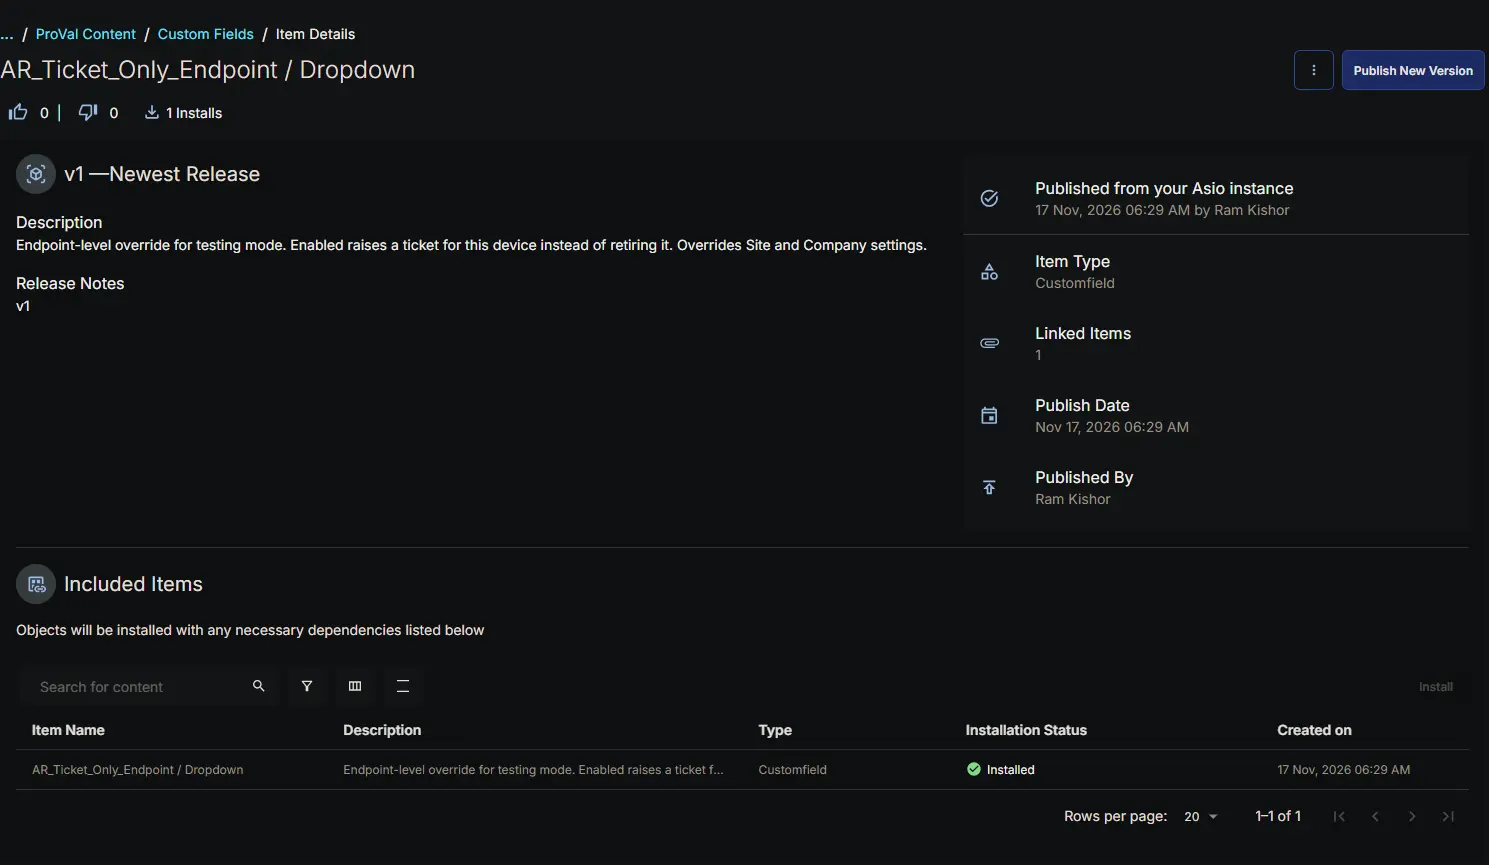 ... / ProVal Content / Custom Fields / Item Details
AR_Ticket_Only_Endpoint / Dropdown
Publish New Version
0 | 0 1 Installs
v1 —Newest Release
Description
Endpoint-level override for testing mode. Enabled raises a ticket for this device instead of retiring it. Overrides Site and Company settings.
Release Notes
v1
Published from your Asio instance
17 Nov, 2026 06:29 AM by Ram Kishor
Item Type
Customfield
Linked Items
1
Publish Date
Nov 17, 2026 06:29 AM
Published By
Ram Kishor
Included Items
Objects will be installed with any necessary dependencies listed below
Search for content
Install
Item Name Description Type Installation Status Created on
AR_Ticket_Only_Endpoint / Dropdown Endpoint-level override for testing mode. Enabled raises a ticket f... Customfield Installed 17 Nov, 2026 06:29 AM
Rows per page: 20 1–1 of 1